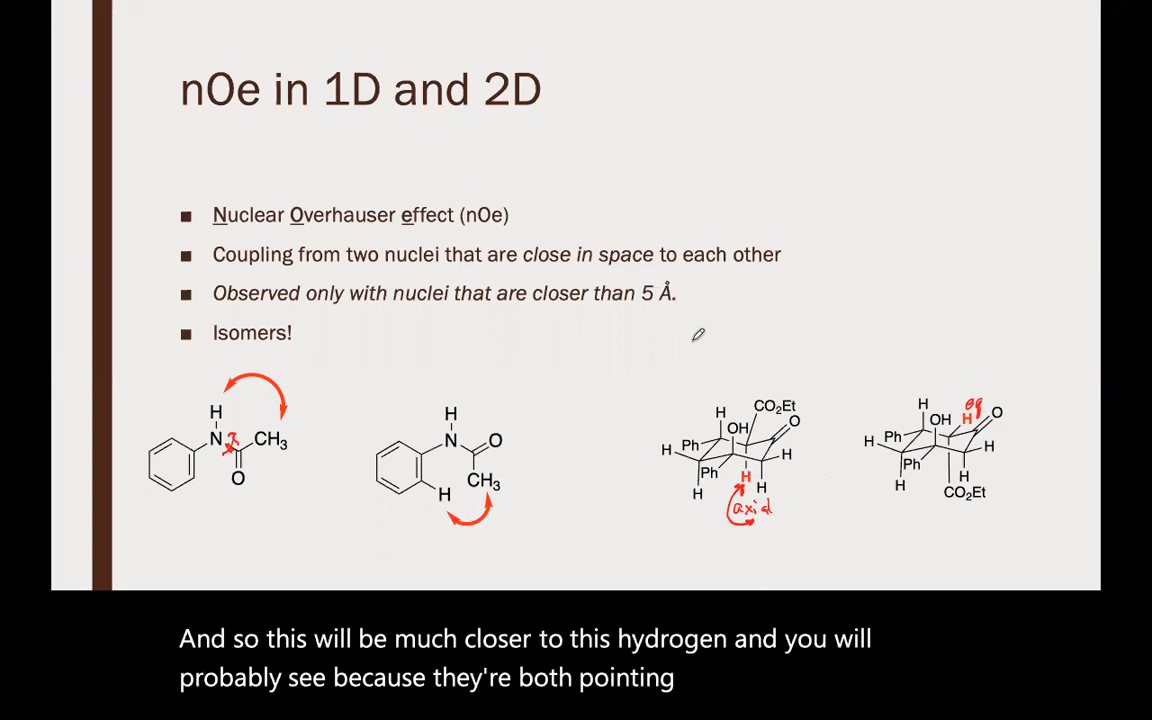 nOe in 1D and 2D
Nuclear Overhauser effect (nOe)
Coupling from two nuclei that are close in space to each other
Observed only with nuclei that are closer than 5 Å.
Isomers!
H
N
CH3
O
H
N
O
CH3
H
H
OH
CO2Et
O
Ph
H
H
Ph
H
H
H
axial
H
eq
OH
H
O
Ph
H
H
Ph
H
H
CO2Et
And so this will be much closer to this hydrogen and you will
probably see because they're both pointing